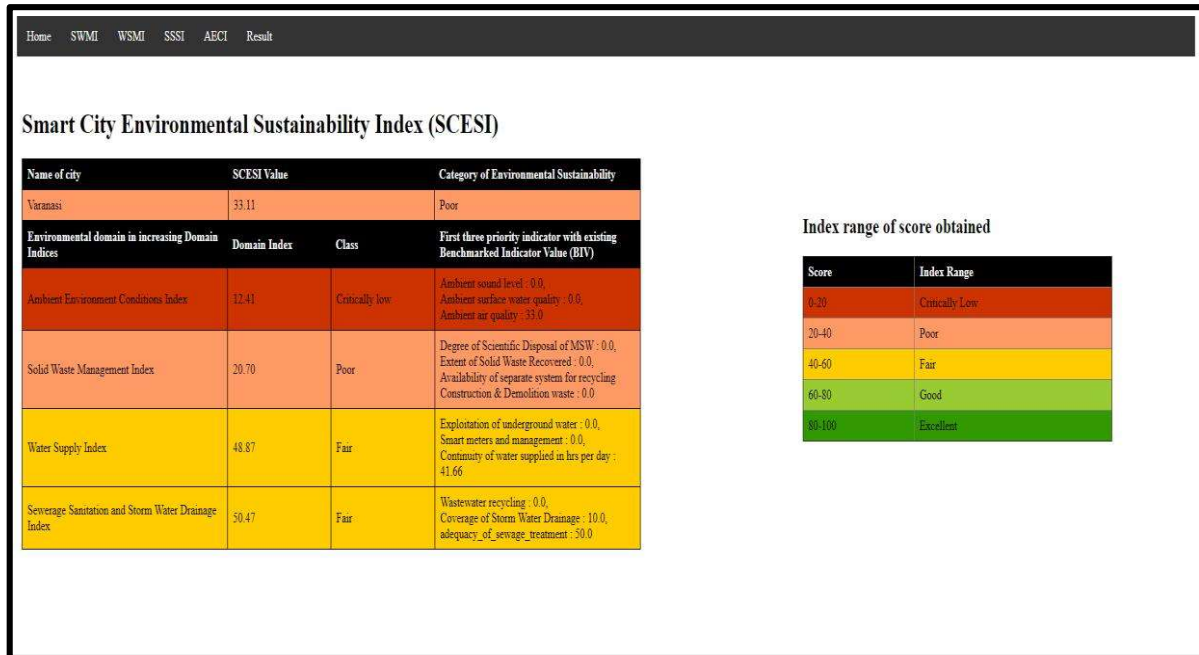 Home SWMI WSMI SSSI AECI Result
Smart City Environmental Sustainability Index (SCESI)
Name of city SCESI Value Category of Environmental Sustainability
Varanasi 33.11 Poor
Environmental domain in increasing Domain
Indices
Domain Index Class
First three priority indicator with existing
Benchmarked Indicator Value (BIV)
Ambient Environment Conditions Index 12.41 Critically low
Ambient sound level : 0.0,
Ambient surface water quality : 0.0,
Ambient air quality : 33.0
Solid Waste Management Index 20.70 Poor
Degree of Scientific Disposal of MSW : 0.0,
Extent of Solid Waste Recovered : 0.0,
Availability of separate system for recycling
Construction & Demolition waste : 0.0
Water Supply Index 48.87 Fair
Exploitation of underground water : 0.0,
Smart meters and management : 0.0,
Continuity of water supplied in hrs per day :
41.66
Sewerage Sanitation and Storm Water Drainage
Index
50.47 Fair
Wastewater recycling : 0.0,
Coverage of Storm Water Drainage : 10.0,
adequacy_of_sewage_treatment : 50.0
Index range of score obtained
Score Index Range
0-20 Critically Low
20-40 Poor
40-60 Fair
60-80 Good
80-100 Excellent